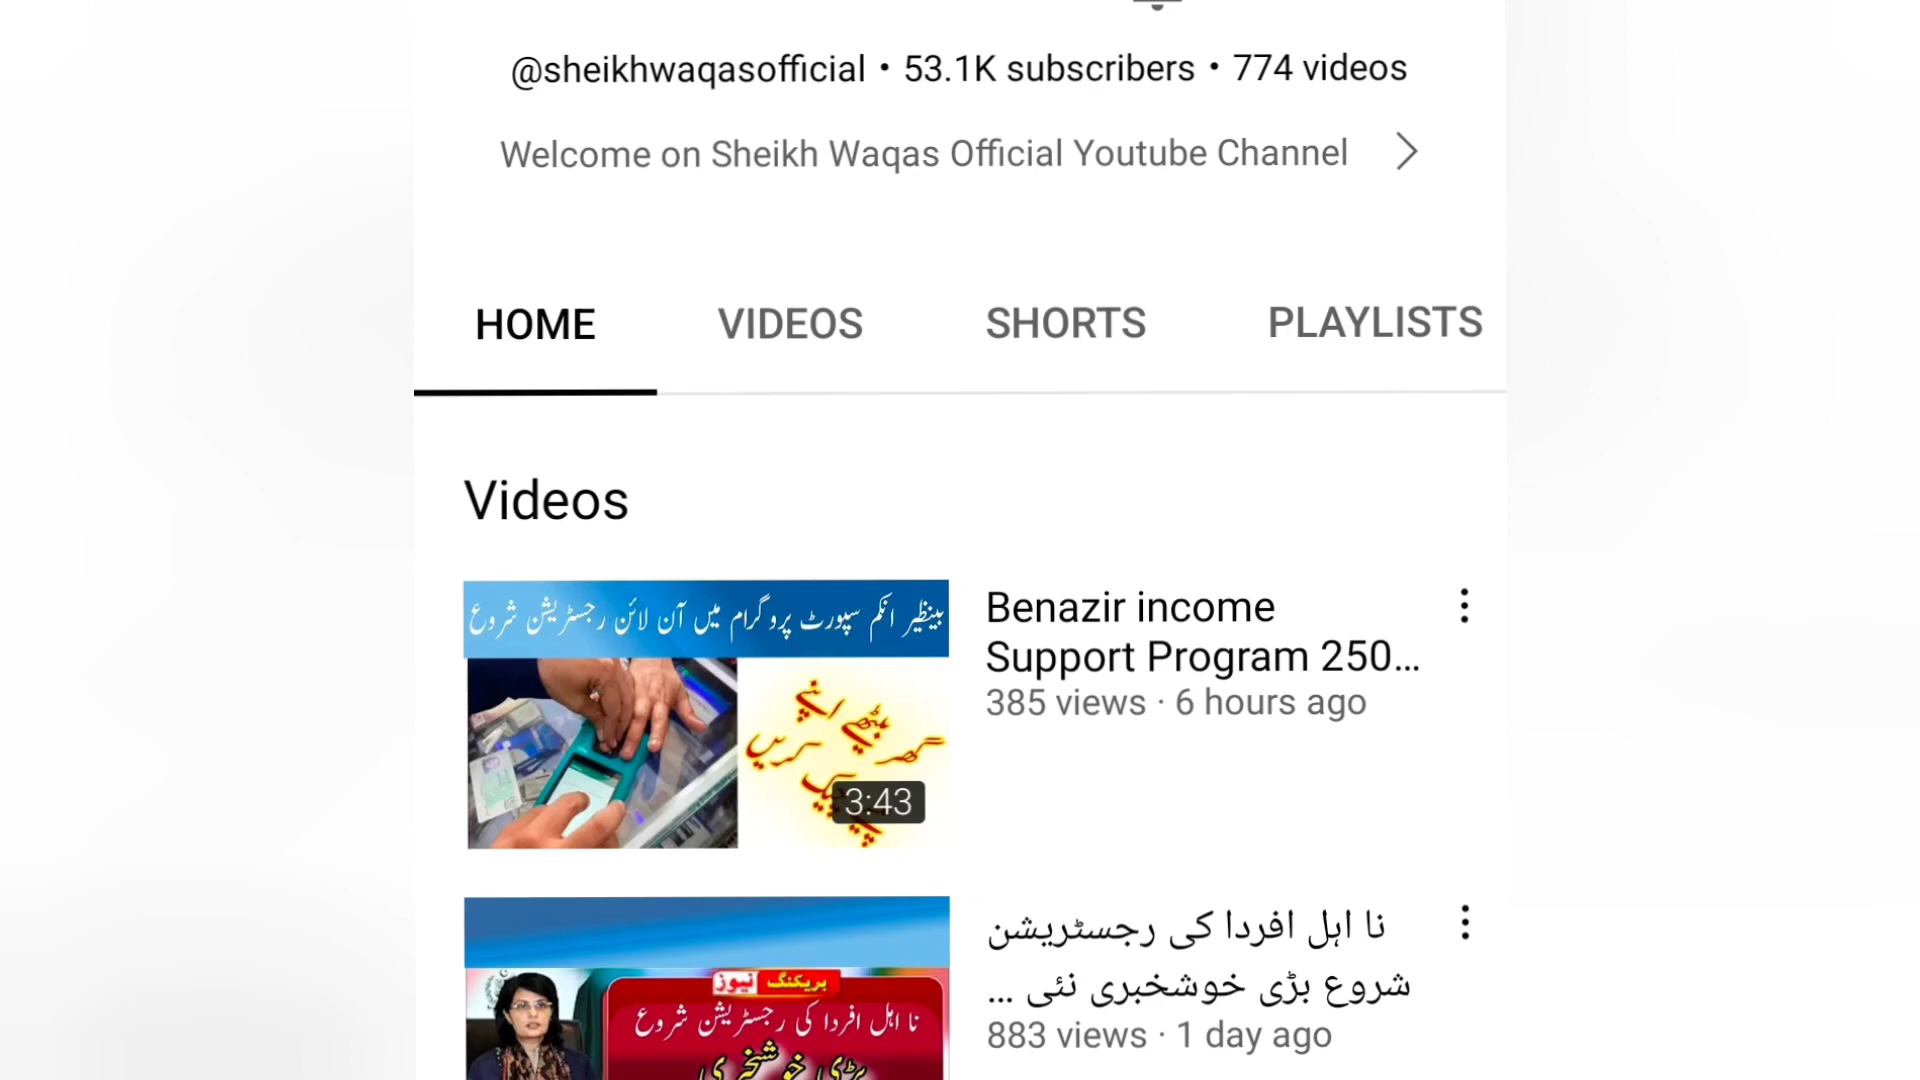 @sheikhwaqasofficial • 53.1K subscribers • 774 videos
Welcome on Sheikh Waqas Official Youtube Channel
HOME VIDEOS SHORTS PLAYLISTS
Videos
بینظیر انکم سپورٹ پروگرام میں آن لائن رجسٹریشن شروع
گھر بیٹھے اپنے
پیسے چیک کریں
3:43
Benazir income
Support Program 250...
385 views · 6 hours ago
بریکنگ نیوز
نا اہل افردا کی رجسٹریشن شروع
بڑی خوشخبری
نا اہل افردا کی رجسٹریشن
شروع بڑی خوشخبری نئی ...
883 views · 1 day ago